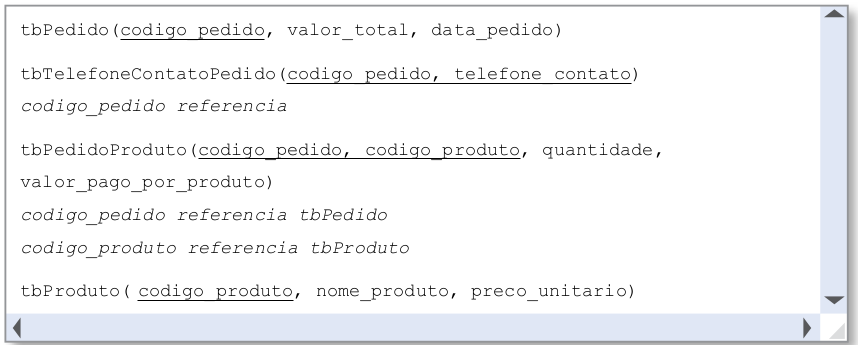 tbPedido(codigo_pedido, valor_total, data_pedido)
tbTelefoneContatoPedido(codigo_pedido, telefone_contato)
codigo_pedido referencia
tbPedidoProduto(codigo_pedido, codigo_produto, quantidade,
valor_pago_por_produto)
codigo_pedido referencia tbPedido
codigo_produto referencia tbProduto
tbProduto( codigo_produto, nome_produto, preco_unitario)